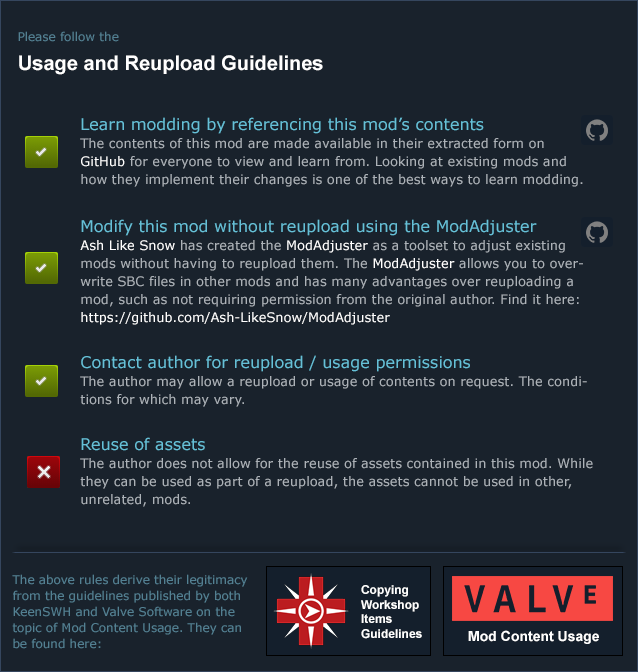 Please follow the
Usage and Reupload Guidelines
Learn modding by referencing this mod’s contents
The contents of this mod are made available in their extracted form on
GitHub for everyone to view and learn from. Looking at existing mods and
how they implement their changes is one of the best ways to learn modding.
Modify this mod without reupload using the ModAdjuster
Ash Like Snow has created the ModAdjuster as a toolset to adjust existing
mods without having to reupload them. The ModAdjuster allows you to over-
write SBC files in other mods and has many advantages over reuploading a
mod, such as not requiring permission from the original author. Find it here:
https://github.com/Ash-LikeSnow/ModAdjuster
Contact author for reupload / usage permissions
The author may allow a reupload or usage of contents on request. The condi-
tions for which may vary.
Reuse of assets
The author does not allow for the reuse of assets contained in this mod. While
they can be used as part of a reupload, the assets cannot be used in other,
unrelated, mods.
The above rules derive their legitimacy
from the guidelines published by both
KeenSWH and Valve Software on the
topic of Mod Content Usage. They can
be found here:
Copying
Workshop
Items
Guidelines
VALVE
Mod Content Usage